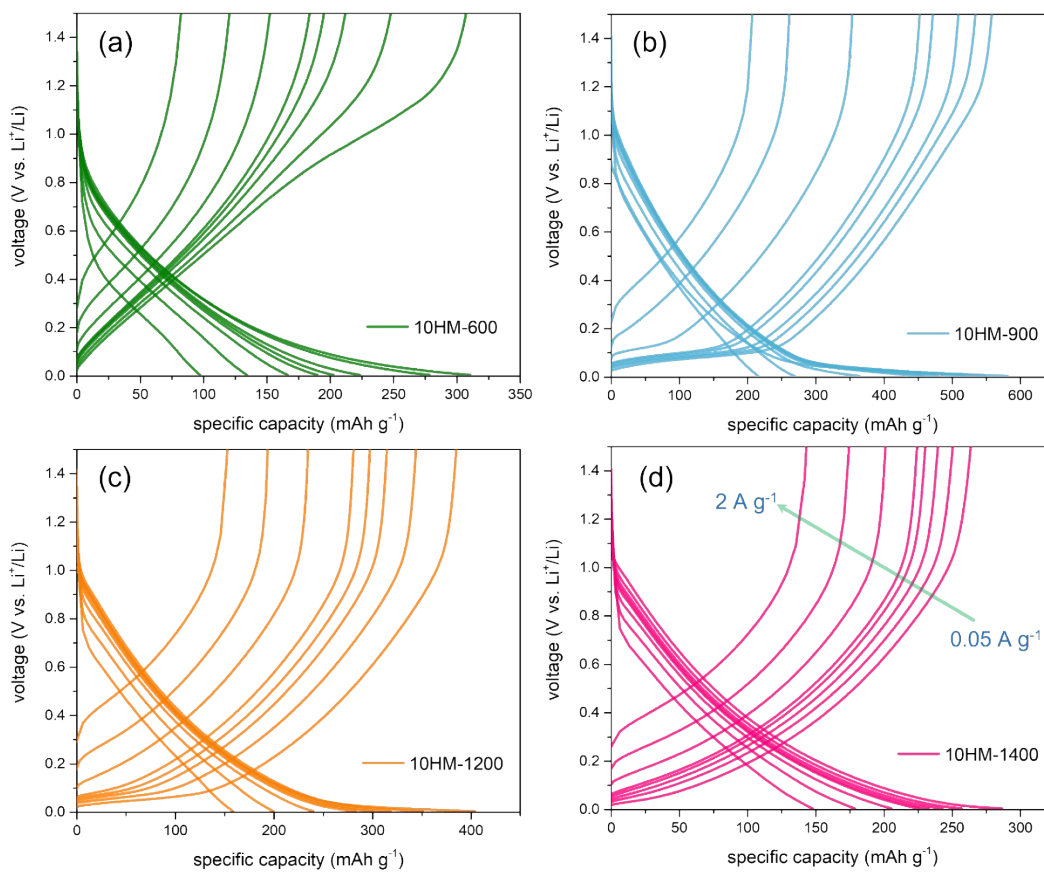 (a)
1.4
1.2
1.0
0.8
0.6
0.4
0.2
0.0
voltage (V vs. Li⁺/Li)
10HM-600
0 50 100 150 200 250 300 350
specific capacity (mAh g⁻¹)
(b)
1.4
1.2
1.0
0.8
0.6
0.4
0.2
0.0
voltage (V vs. Li⁺/Li)
10HM-900
0 100 200 300 400 500 600
specific capacity (mAh g⁻¹)
(c)
1.4
1.2
1.0
0.8
0.6
0.4
0.2
0.0
voltage (V vs. Li⁺/Li)
10HM-1200
0 100 200 300 400
specific capacity (mAh g⁻¹)
(d)
1.4
1.2
1.0
0.8
0.6
0.4
0.2
0.0
voltage (V vs. Li⁺/Li)
2 A g⁻¹
0.05 A g⁻¹
10HM-1400
0 50 100 150 200 250 300
specific capacity (mAh g⁻¹)